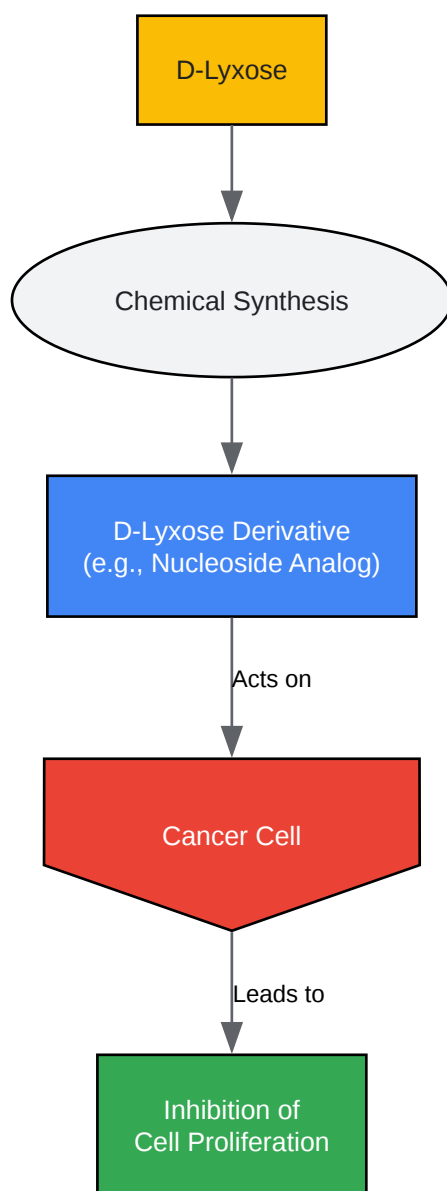 D-Lyxose
Chemical Synthesis
D-Lyxose Derivative
(e.g., Nucleoside Analog)
Acts on
Cancer Cell
Leads to
Inhibition of
Cell Proliferation